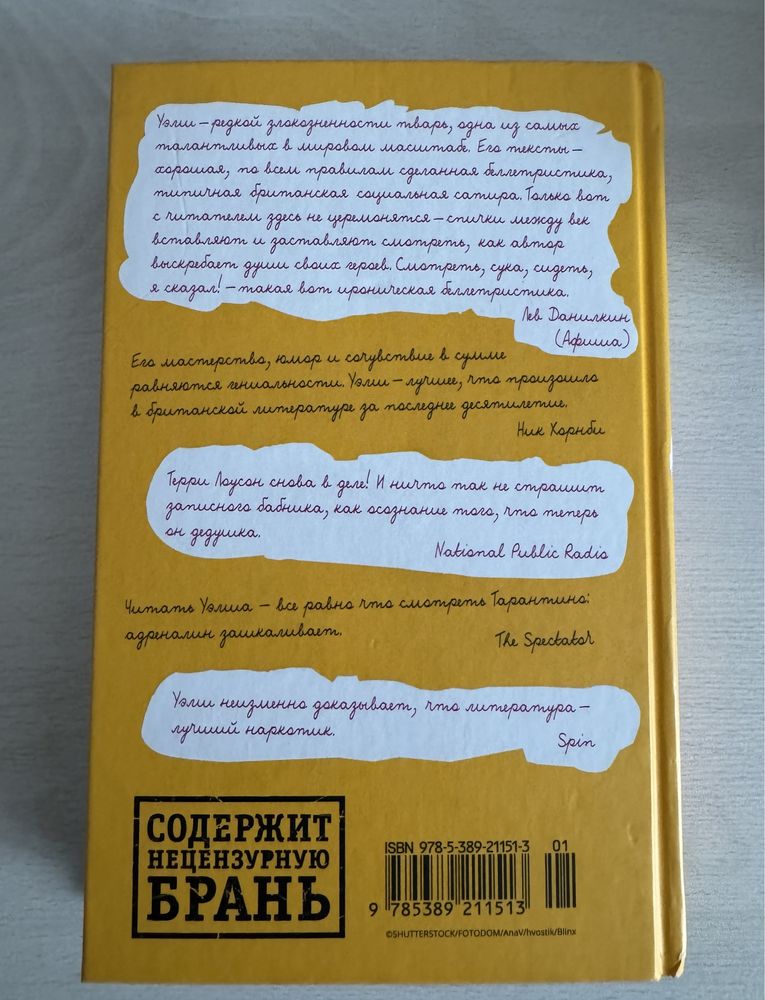 Уэлш — редкой злокозненности тварь, одна из самых
талантливых в мировом масштабе. Его тексты —
хорошая, по всем правилам сделанная беллетристика,
типичная британская социальная сатира. Только вот
с читателем здесь не церемонятся — спички между век
вставляют и заставляют смотреть, как автор
выскребает души своих героев. Смотреть, сука, сидеть,
я сказал! — такая вот ироническая беллетристика.
Лев Данилкин
(Афиша)
Его мастерство, юмор и сочувствие в сумме
равняются гениальности. Уэлш — лучшее, что произошло
в британской литературе за последнее десятилетие.
Ник Хорнби
Терри Лоусон снова в деле! И ничто так не страшит
записного бабника, как осознание того, что теперь
он дедушка.
National Public Radio
Читать Уэлша — все равно что смотреть Тарантино:
адреналин зашкаливает.
The Spectator
Уэлш неизменно доказывает, что литература —
лучший наркотик.
Spin
СОДЕРЖИТ
НЕЦЕНЗУРНУЮ
БРАНЬ
ISBN 978-5-389-21151-3 01
9 785389 211513
©SHUTTERSTOCK/FOTODOM/AnaV/hvostik/Blinx